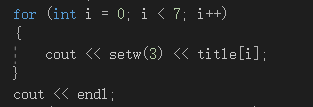 for (int i = 0; i < 7; i++)
{
cout << setw(3) << title[i];
}
cout << endl;